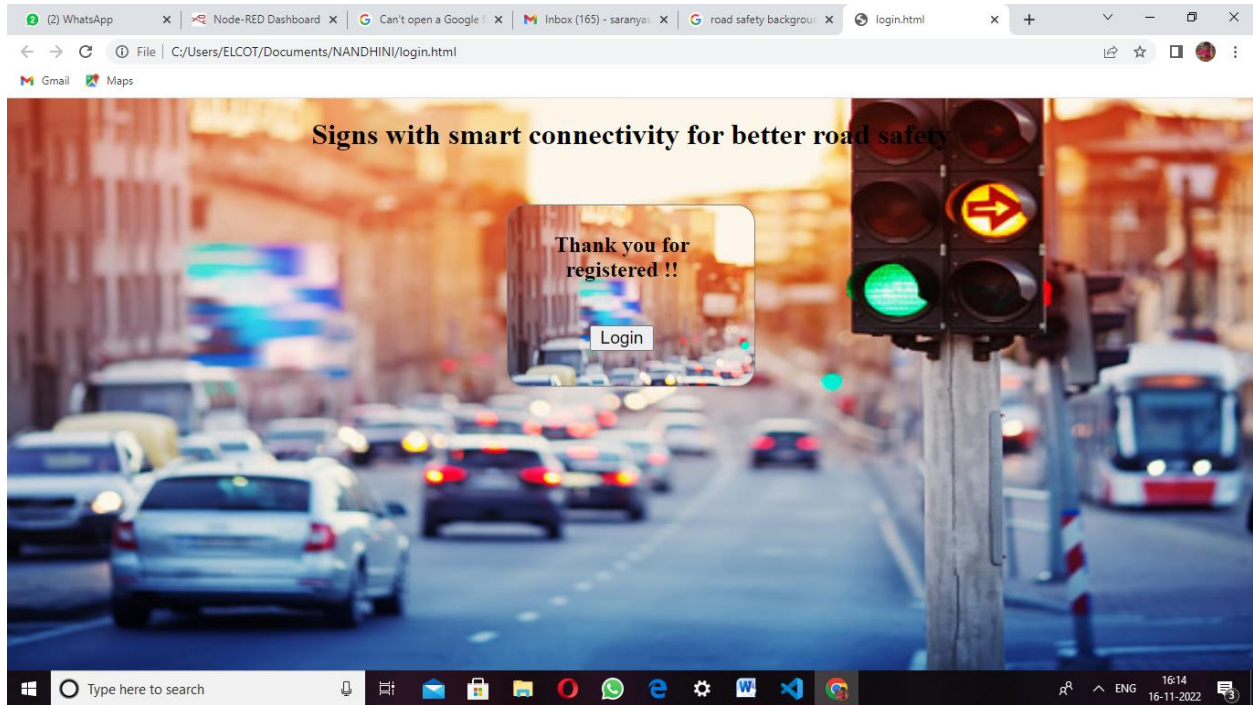 (2) WhatsApp
Node-RED Dashboard
Can't open a Google f
Inbox (165) - saranyas
road safety backgrou
login.html
File
C:/Users/ELCOT/Documents/NANDHINI/login.html
Gmail
Maps
Signs with smart connectivity for better road safety
Thank you for
registered !!
Login
Type here to search
ENG
16:14
16-11-2022
3